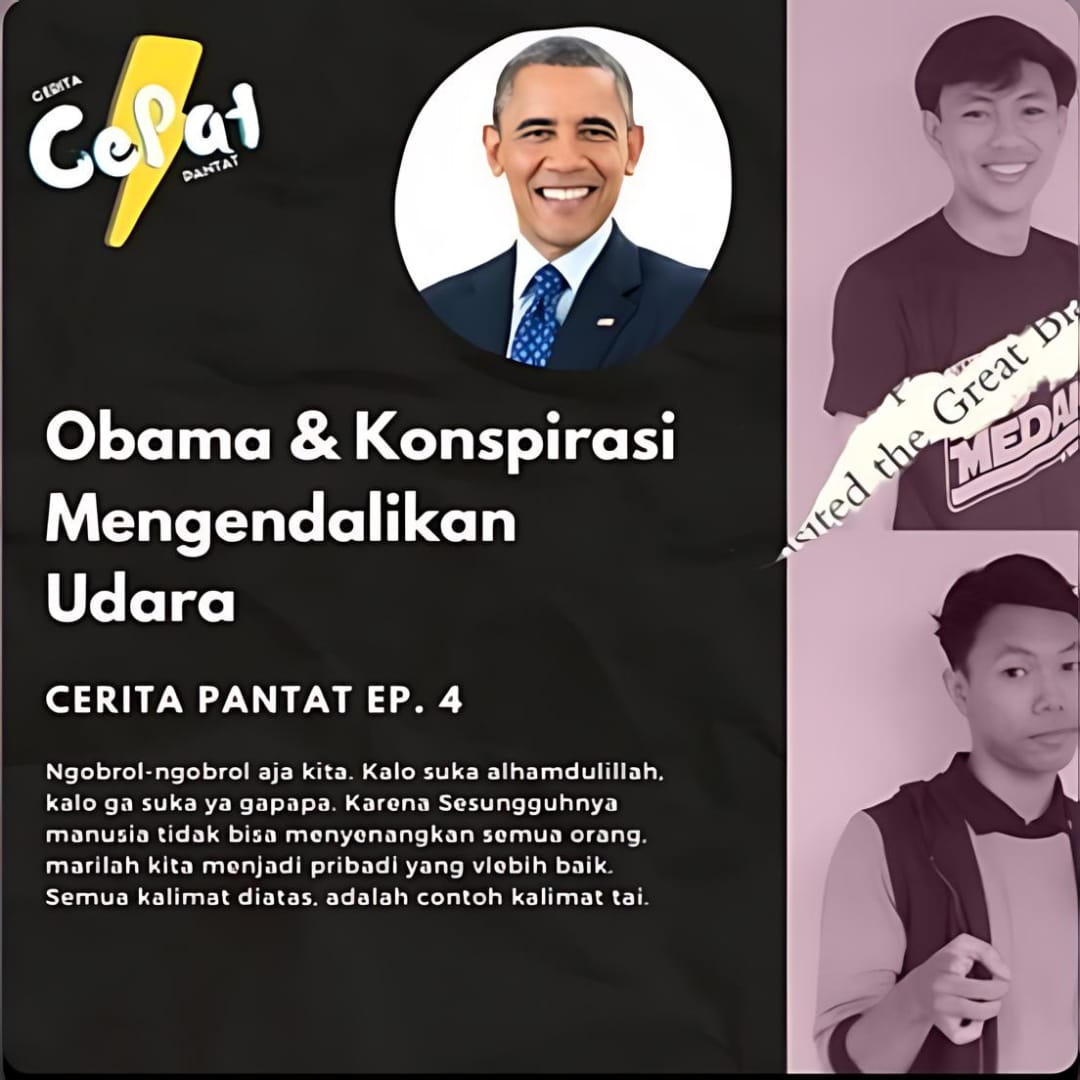 CERITA
CePat
PANTAT
Obama & Konspirasi
Mengendalikan
Udara
CERITA PANTAT EP. 4
Ngobrol-ngobrol aja kita. Kalo suka alhamdulillah,
kalo ga suka ya gapapa. Karena Sesungguhnya
manusia tidak bisa menyenangkan semua orang,
marilah kita menjadi pribadi yang vlebih baik.
Semua kalimat diatas, adalah contoh kalimat tai.
sited the Great Br
MEDA